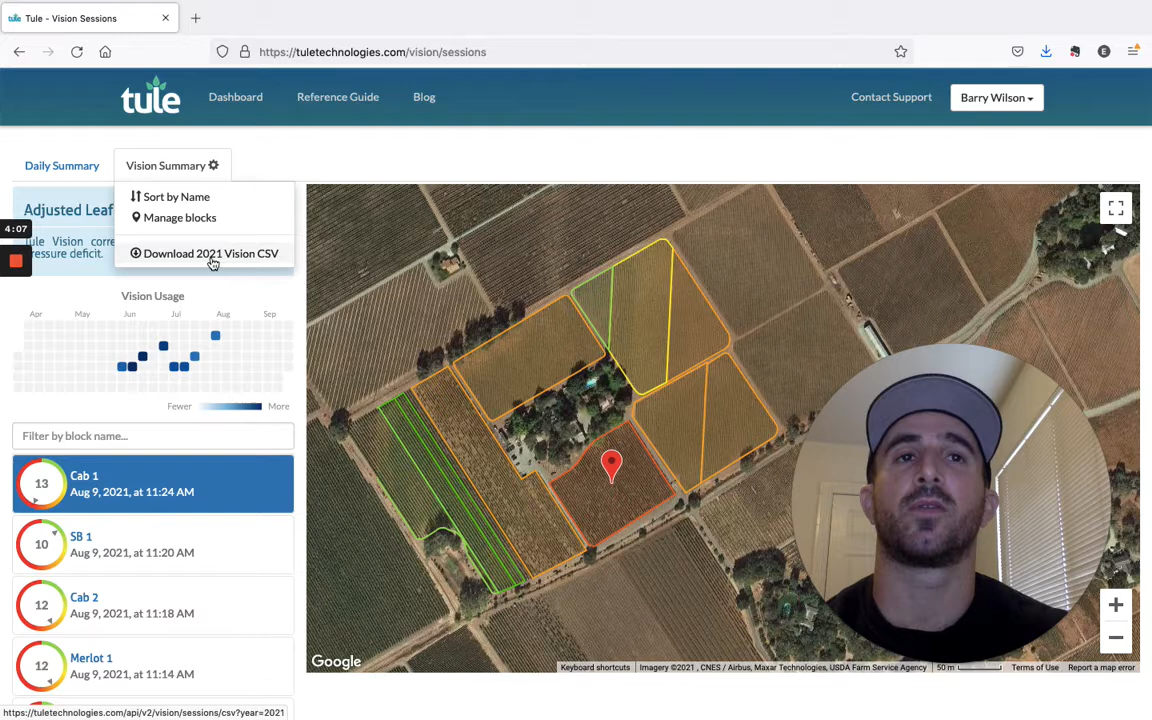 Tule - Vision Sessions
https://tuletechnologies.com/vision/sessions
E
tule
Dashboard
Reference Guide
Blog
Contact Support
Barry Wilson
Daily Summary
Vision Summary
Sort by Name
Manage blocks
Download 2021 Vision CSV
Adjusted Leaf
Tule Vision corre
pressure deficit.
4:07
Vision Usage
Apr May Jun Jul Aug Sep
Fewer More
Filter by block name...
13
Cab 1
Aug 9, 2021, at 11:24 AM
10
SB 1
Aug 9, 2021, at 11:20 AM
12
Cab 2
Aug 9, 2021, at 11:18 AM
12
Merlot 1
Aug 9, 2021, at 11:14 AM
Google
Keyboard shortcuts
Imagery ©2021 , CNES / Airbus, Maxar Technologies, USDA Farm Service Agency
50 m
Terms of Use
Report a map error
https://tuletechnologies.com/api/v2/vision/sessions/csv?year=2021